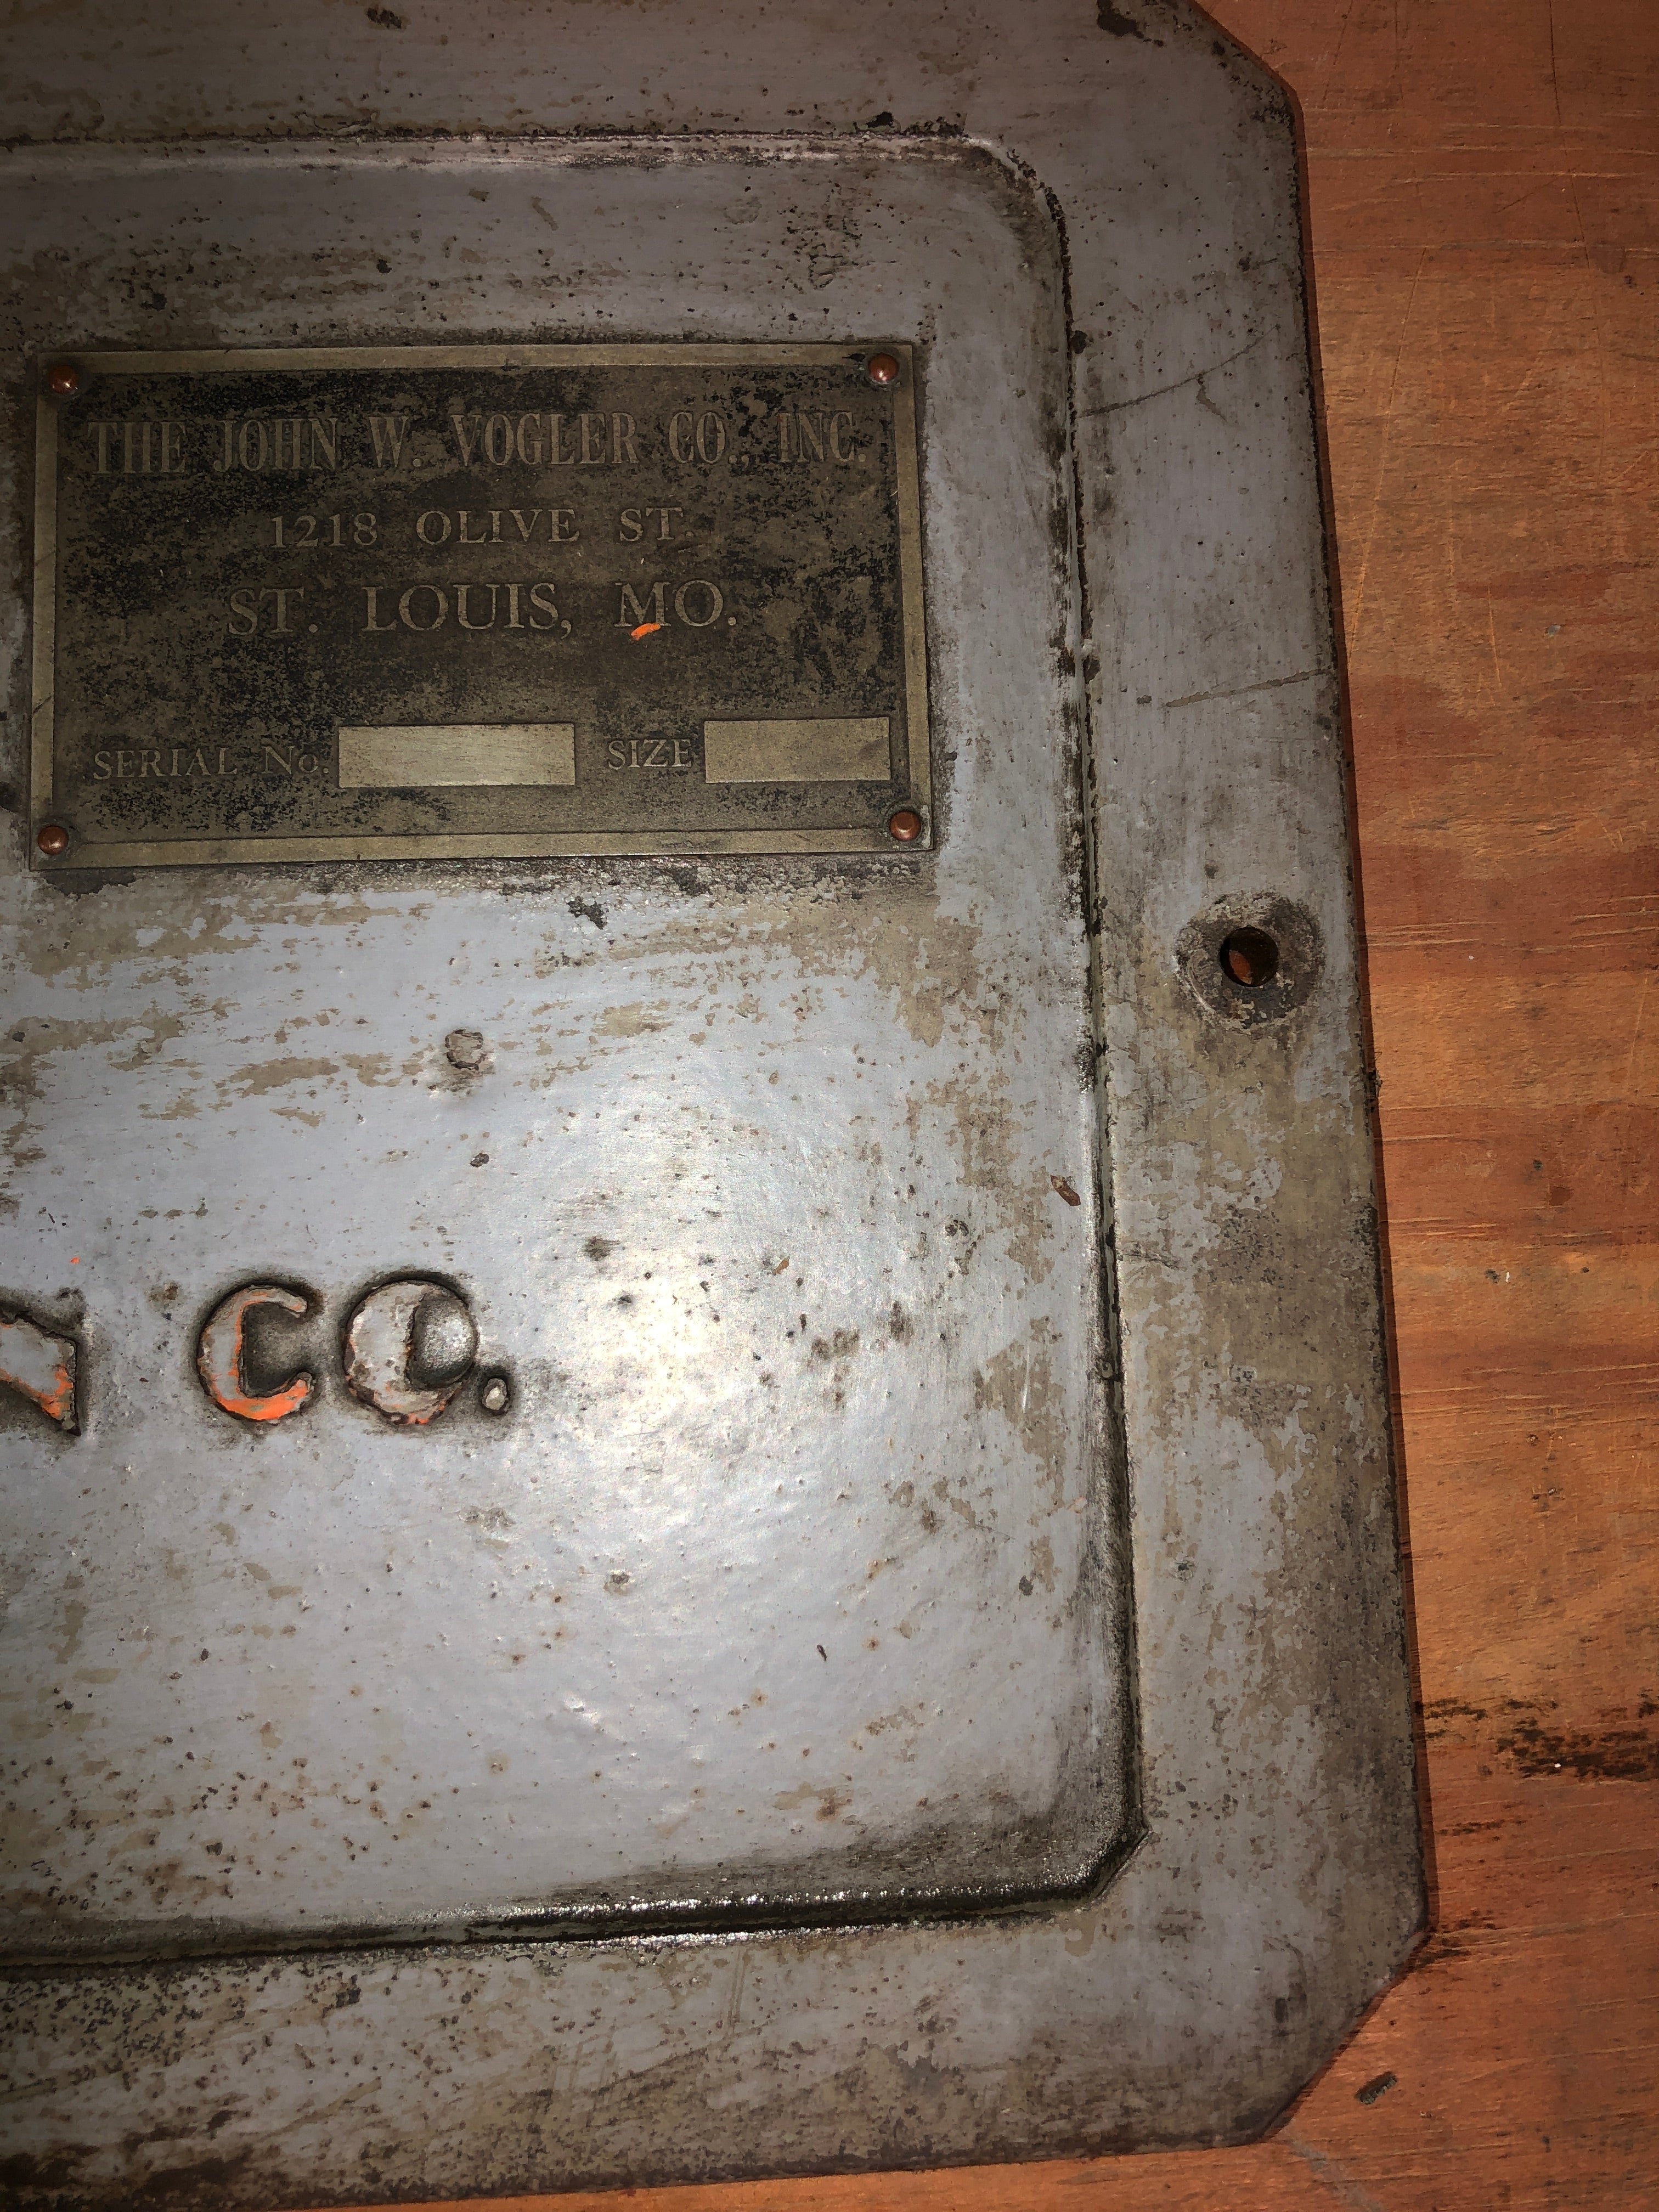 THE JOHN W. VOGLER CO., INC.
1218 OLIVE ST.
ST. LOUIS, MO.
SERIAL No. SIZE
N CO.